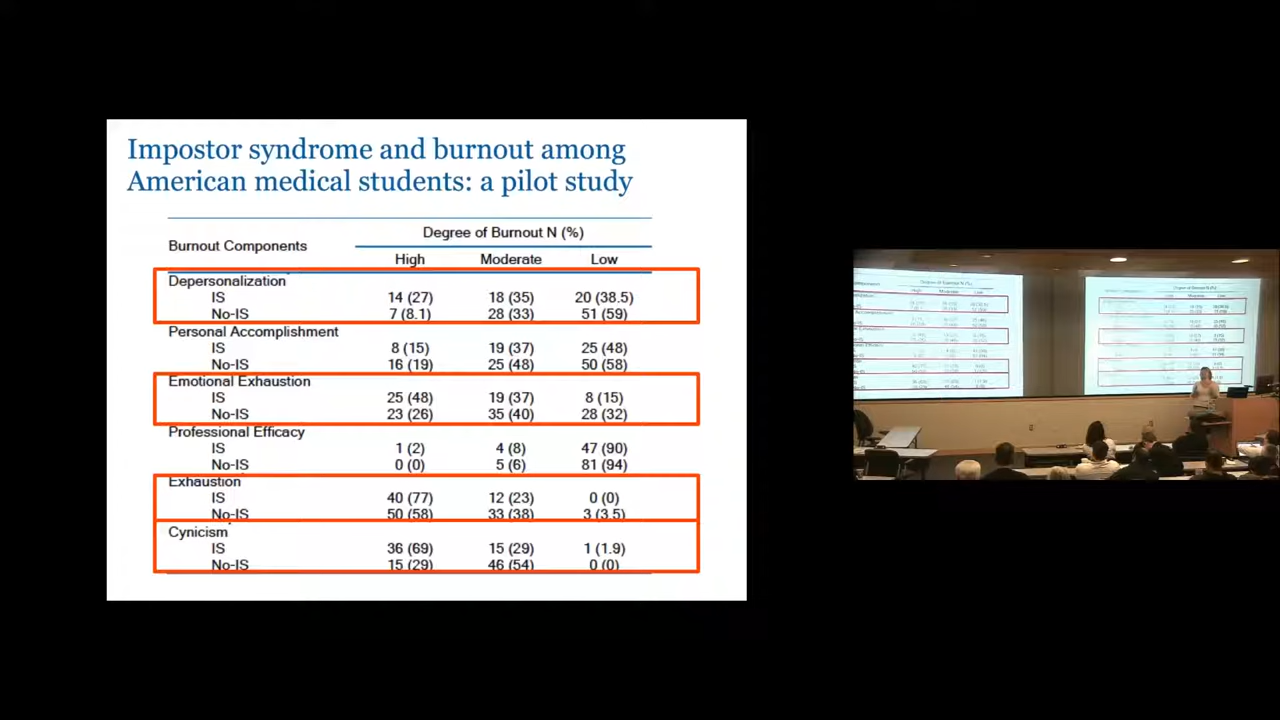 Impostor syndrome and burnout among
American medical students: a pilot study
Degree of Burnout N (%)
Burnout Components
High Moderate Low
Depersonalization
IS 14 (27) 18 (35) 20 (38.5)
No-IS 7 (8.1) 28 (33) 51 (59)
Personal Accomplishment
IS 8 (15) 19 (37) 25 (48)
No-IS 16 (19) 25 (48) 50 (58)
Emotional Exhaustion
IS 25 (48) 19 (37) 8 (15)
No-IS 23 (26) 35 (40) 28 (32)
Professional Efficacy
IS 1 (2) 4 (8) 47 (90)
No-IS 0 (0) 5 (6) 81 (94)
Exhaustion
IS 40 (77) 12 (23) 0 (0)
No-IS 50 (58) 33 (38) 3 (3.5)
Cynicism
IS 36 (69) 15 (29) 1 (1.9)
No-IS 15 (29) 46 (54) 0 (0)